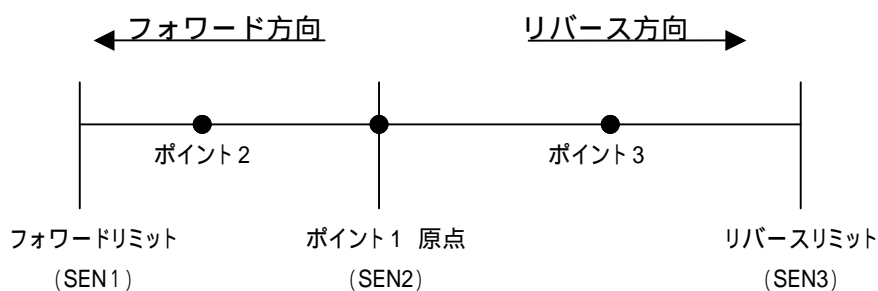 フォワード方向 リバース方向
ポイント2 ポイント3
フォワードリミット ポイント1 原点 リバースリミット
(SEN1) (SEN2) (SEN3)